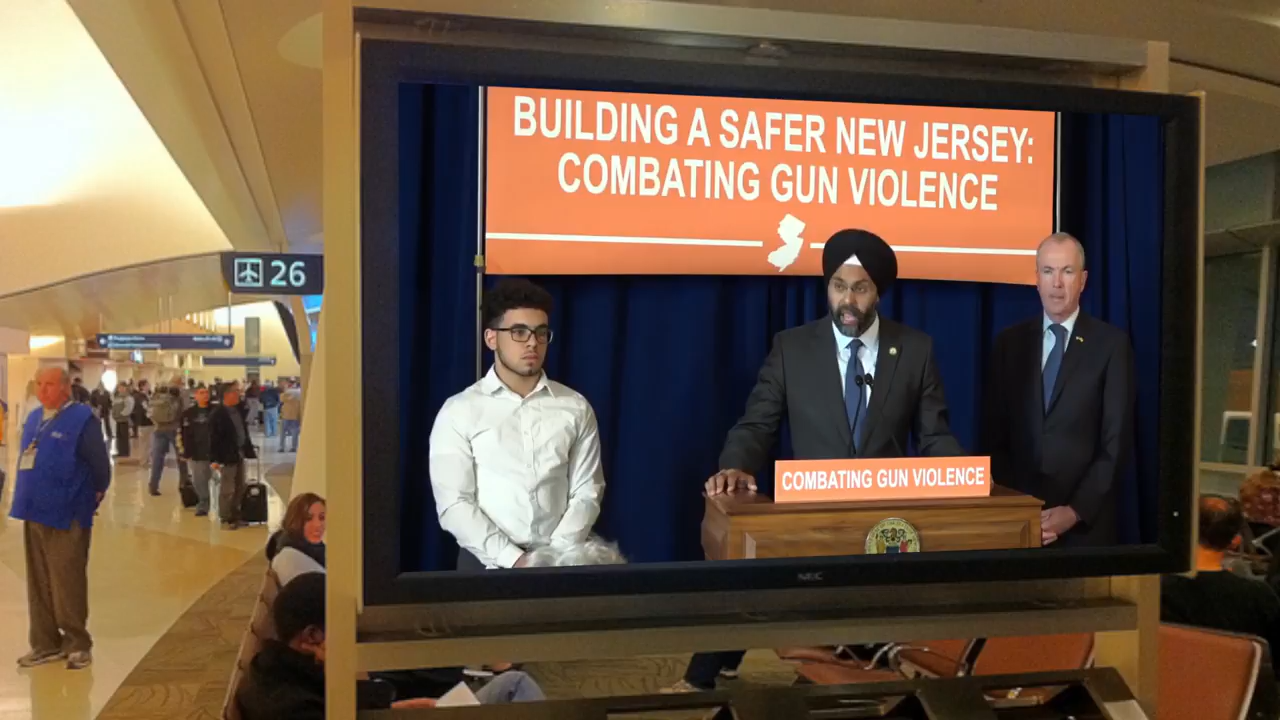 BUILDING A SAFER NEW JERSEY:
COMBATING GUN VIOLENCE
26
COMBATING GUN VIOLENCE
NEC